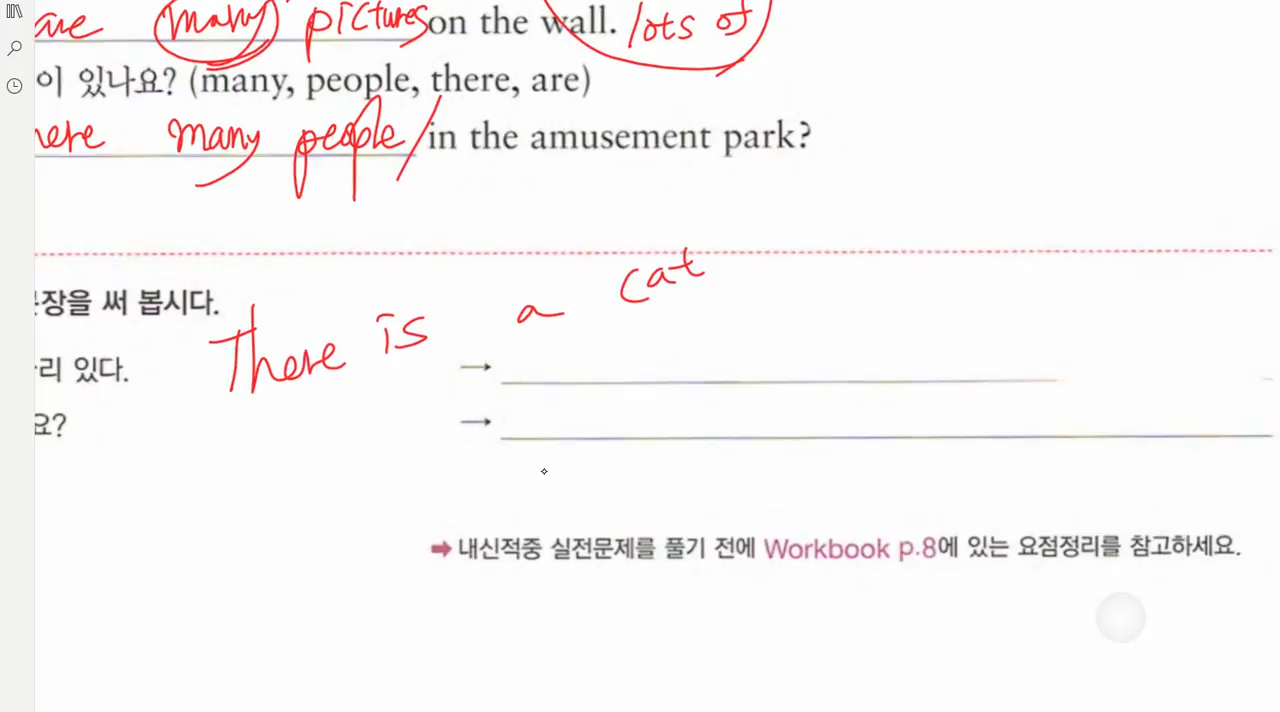 are many pictures on the wall. lots of
이 있나요? (many, people, there, are)
here many people / in the amusement park?
문장을 써 봅시다.
There is a cat
리 있다. →
요? →
➡ 내신적중 실전문제를 풀기 전에 Workbook p.8에 있는 요점정리를 참고하세요.